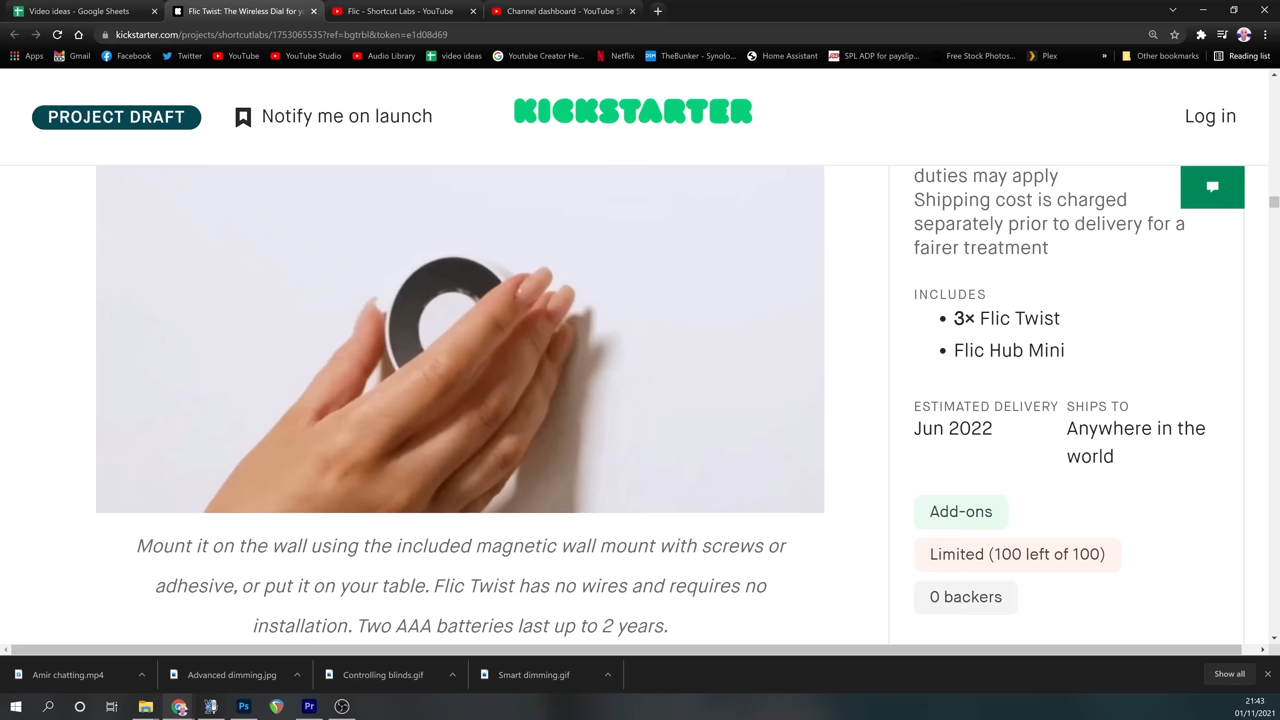 Video ideas - Google Sheets
Flic Twist: The Wireless Dial for y
Flic - Shortcut Labs - YouTube
Channel dashboard - YouTube S
kickstarter.com/projects/shortcutlabs/1753065535?ref=bgtrbl&token=e1d08d69
Apps
Gmail
Facebook
Twitter
YouTube
YouTube Studio
Audio Library
video ideas
Youtube Creator He...
Netflix
TheBunker - Synolo...
Home Assistant
SPL ADP for payslip...
Free Stock Photos...
Plex
»
Other bookmarks
Reading list
PROJECT DRAFT
Notify me on launch
KICKSTARTER
Log in
duties may apply
Shipping cost is charged
separately prior to delivery for a
fairer treatment
INCLUDES
• 3× Flic Twist
• Flic Hub Mini
ESTIMATED DELIVERY
Jun 2022
SHIPS TO
Anywhere in the
world
Add-ons
Limited (100 left of 100)
0 backers
Mount it on the wall using the included magnetic wall mount with screws or
adhesive, or put it on your table. Flic Twist has no wires and requires no
installation. Two AAA batteries last up to 2 years.
Amir chatting.mp4
Advanced dimming.jpg
Controlling blinds.gif
Smart dimming.gif
Show all
21:43
01/11/2021